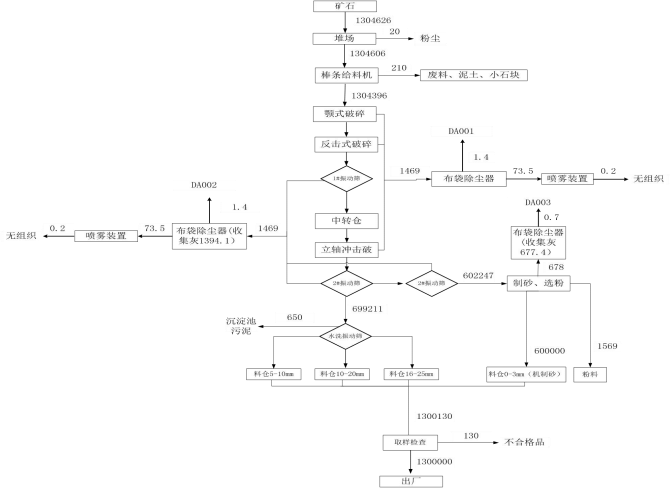 矿石
1304626
堆场
20
粉尘
1304606
棒条给料机
210
废料、泥土、小石块
1304396
颚式破碎
反击式破碎
DA001
1.4
1469
布袋除尘器
73.5
喷雾装置
0.2
无组织
1#振动筛
DA002
1.4
中转仓
无组织
0.2
喷雾装置
73.5
布袋除尘器(收
集灰1394.1)
1469
立轴冲击破
DA003
0.7
布袋除尘器
(收集灰
677.4)
678
2#振动筛
2#振动筛
602247
制砂、选粉
699211
沉淀池
污泥
650
水洗振动筛
600000
1569
料仓5-10mm
料仓10-20mm
料仓16-25mm
料仓0-3mm（机制砂）
粉料
1300130
取样检查
130
不合格品
1300000
出厂